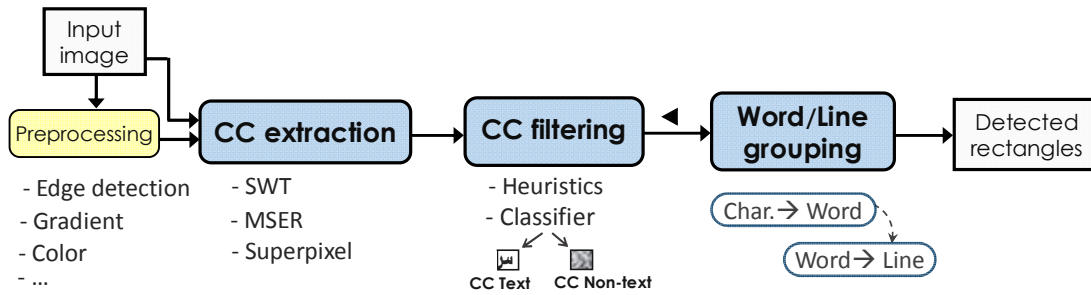 Input
image
Preprocessing
- Edge detection
- Gradient
- Color
- ...
CC extraction
- SWT
- MSER
- Superpixel
CC filtering
- Heuristics
- Classifier
CC Text
CC Non-text
Word/Line
grouping
Char.→ Word
Word→ Line
Detected
rectangles